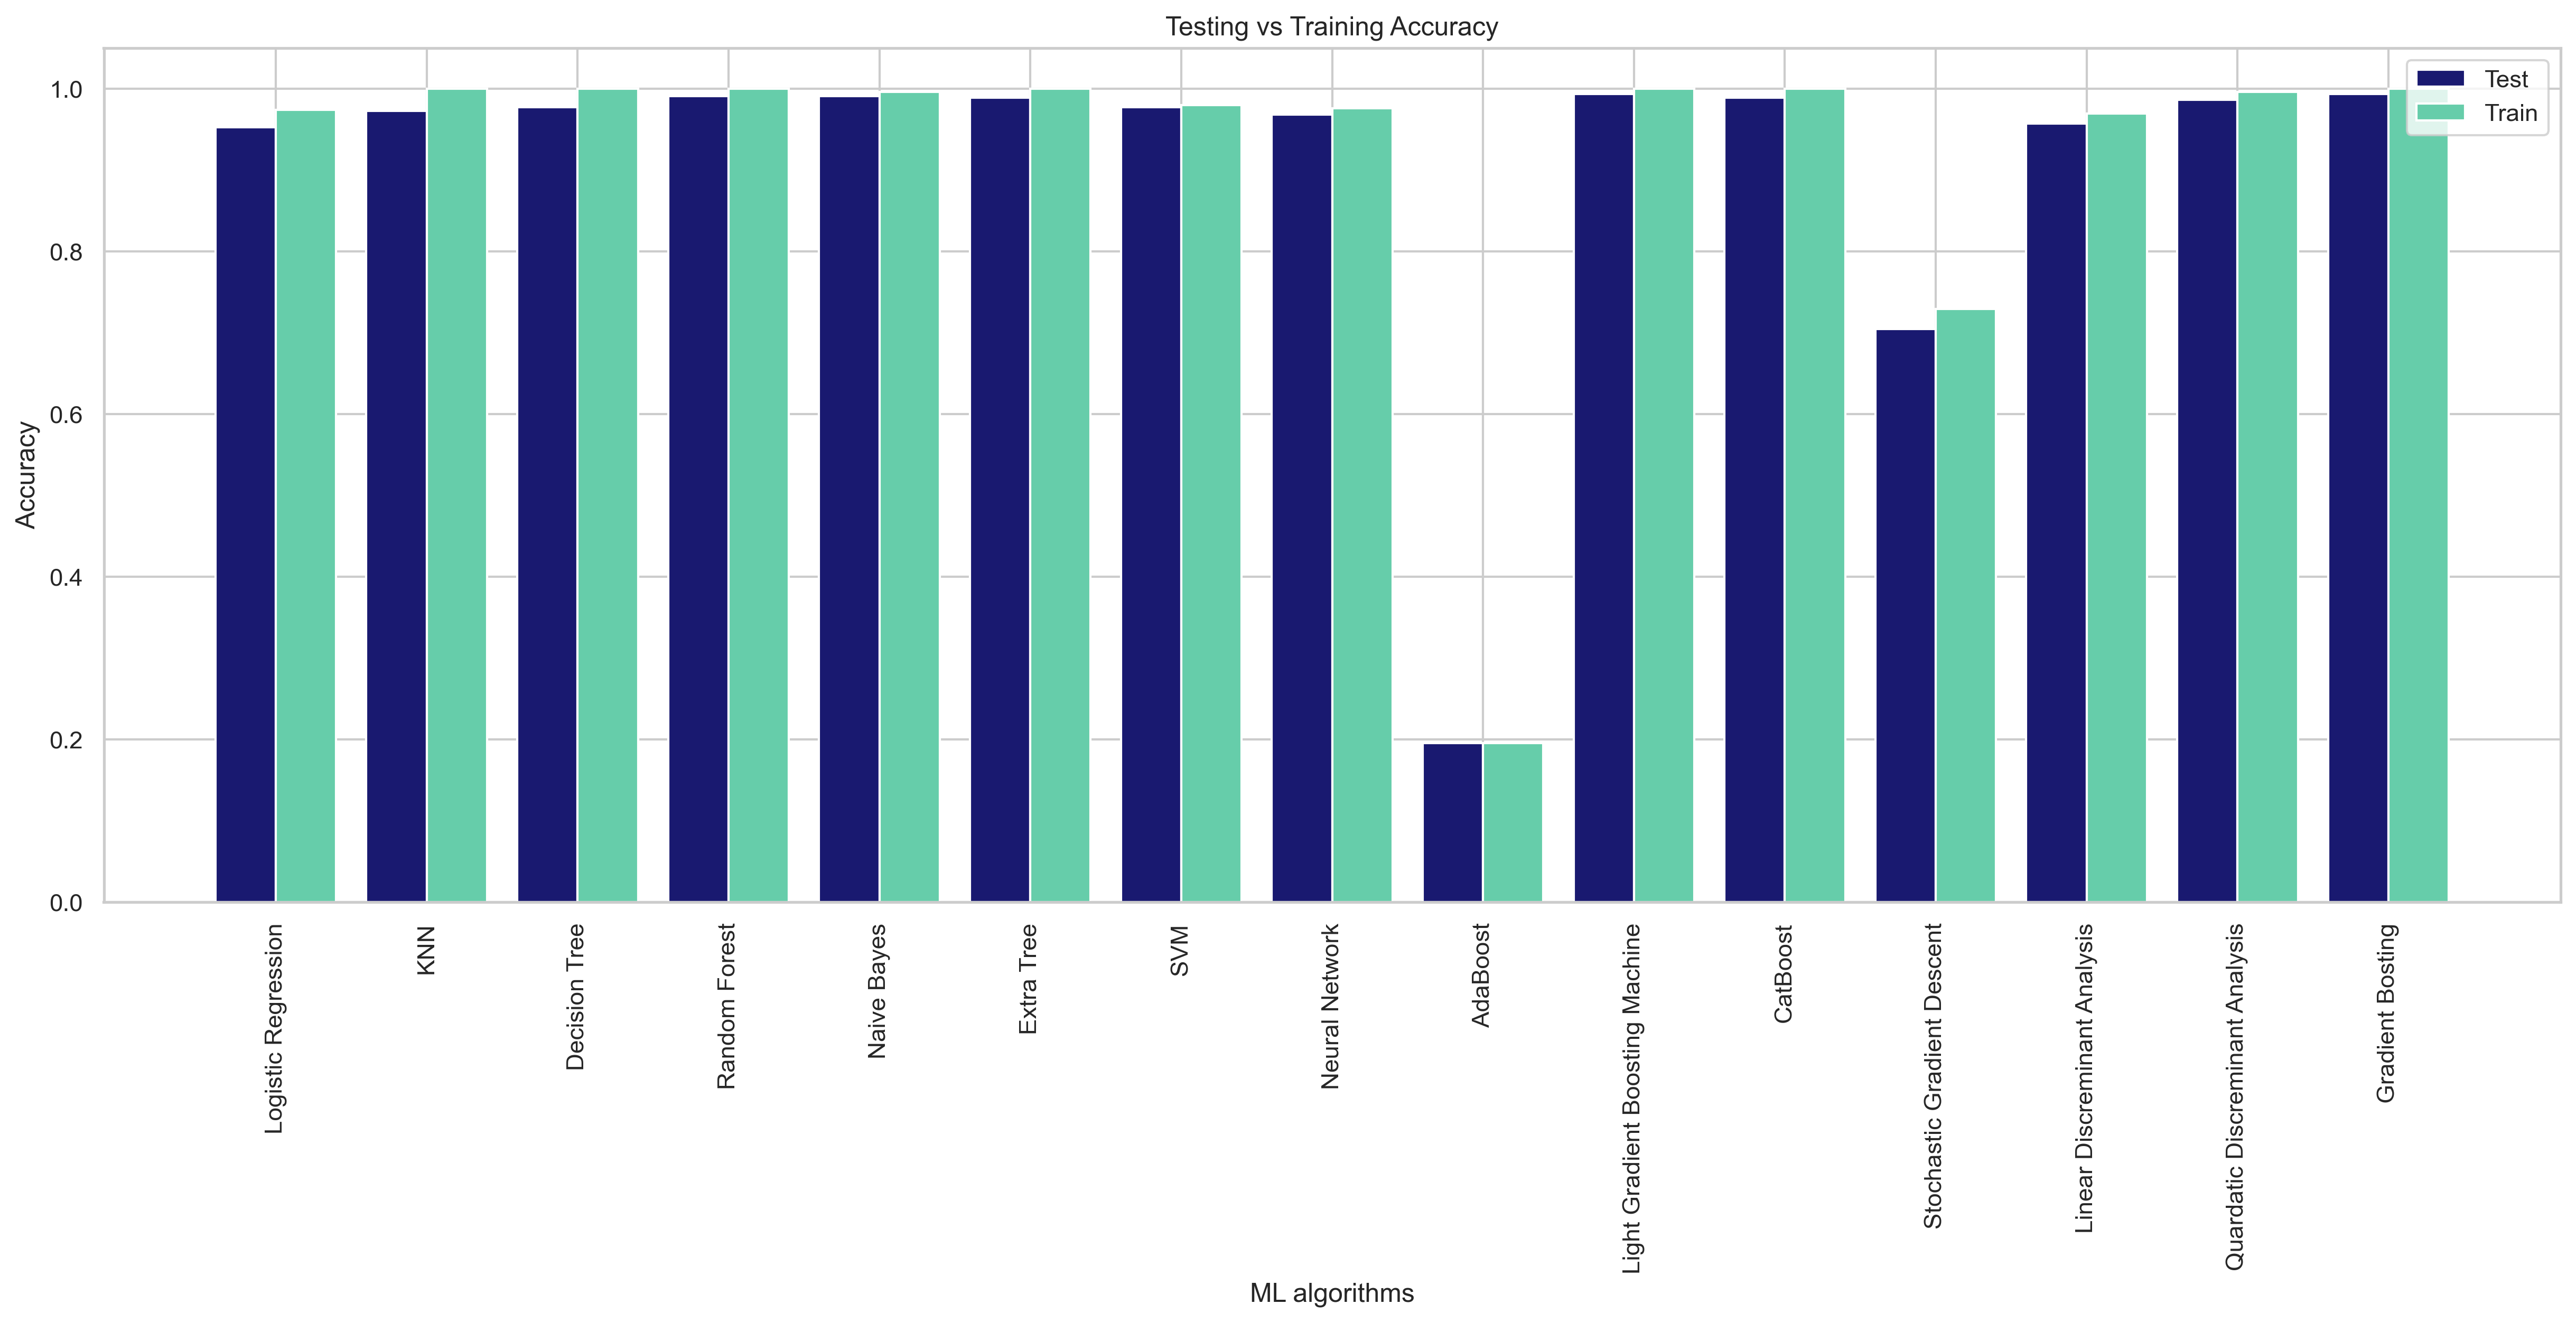 Testing vs Training Accuracy
Test
Train
1.0
0.8
0.6
0.4
0.2
0.0
Accuracy
Logistic Regression
KNN
Decision Tree
Random Forest
Naive Bayes
Extra Tree
SVM
Neural Network
AdaBoost
Light Gradient Boosting Machine
CatBoost
Stochastic Gradient Descent
Linear Discreminant Analysis
Quardatic Discreminant Analysis
Gradient Bosting
ML algorithms